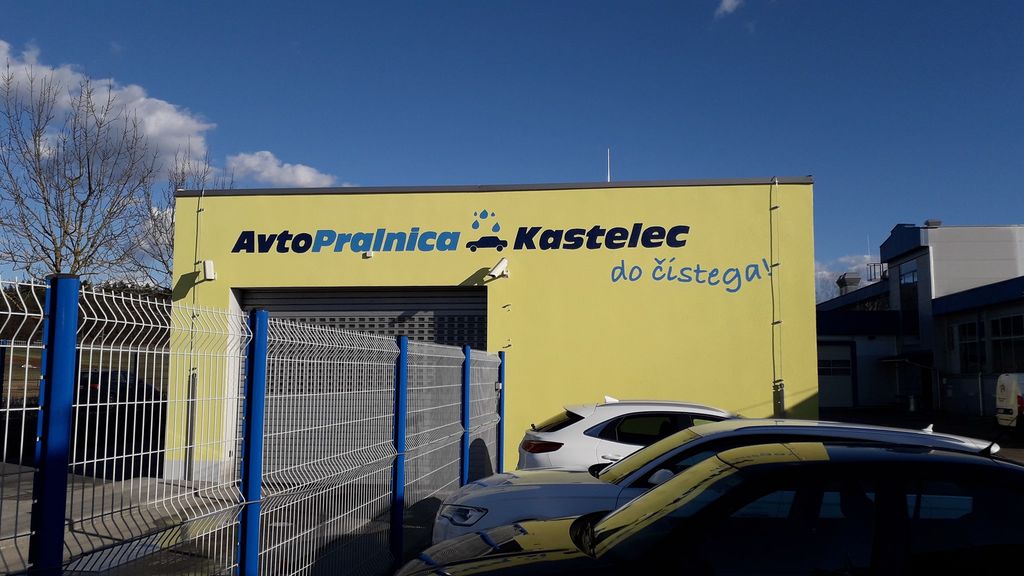 AvtoPralnica Kastelec
do čistega!